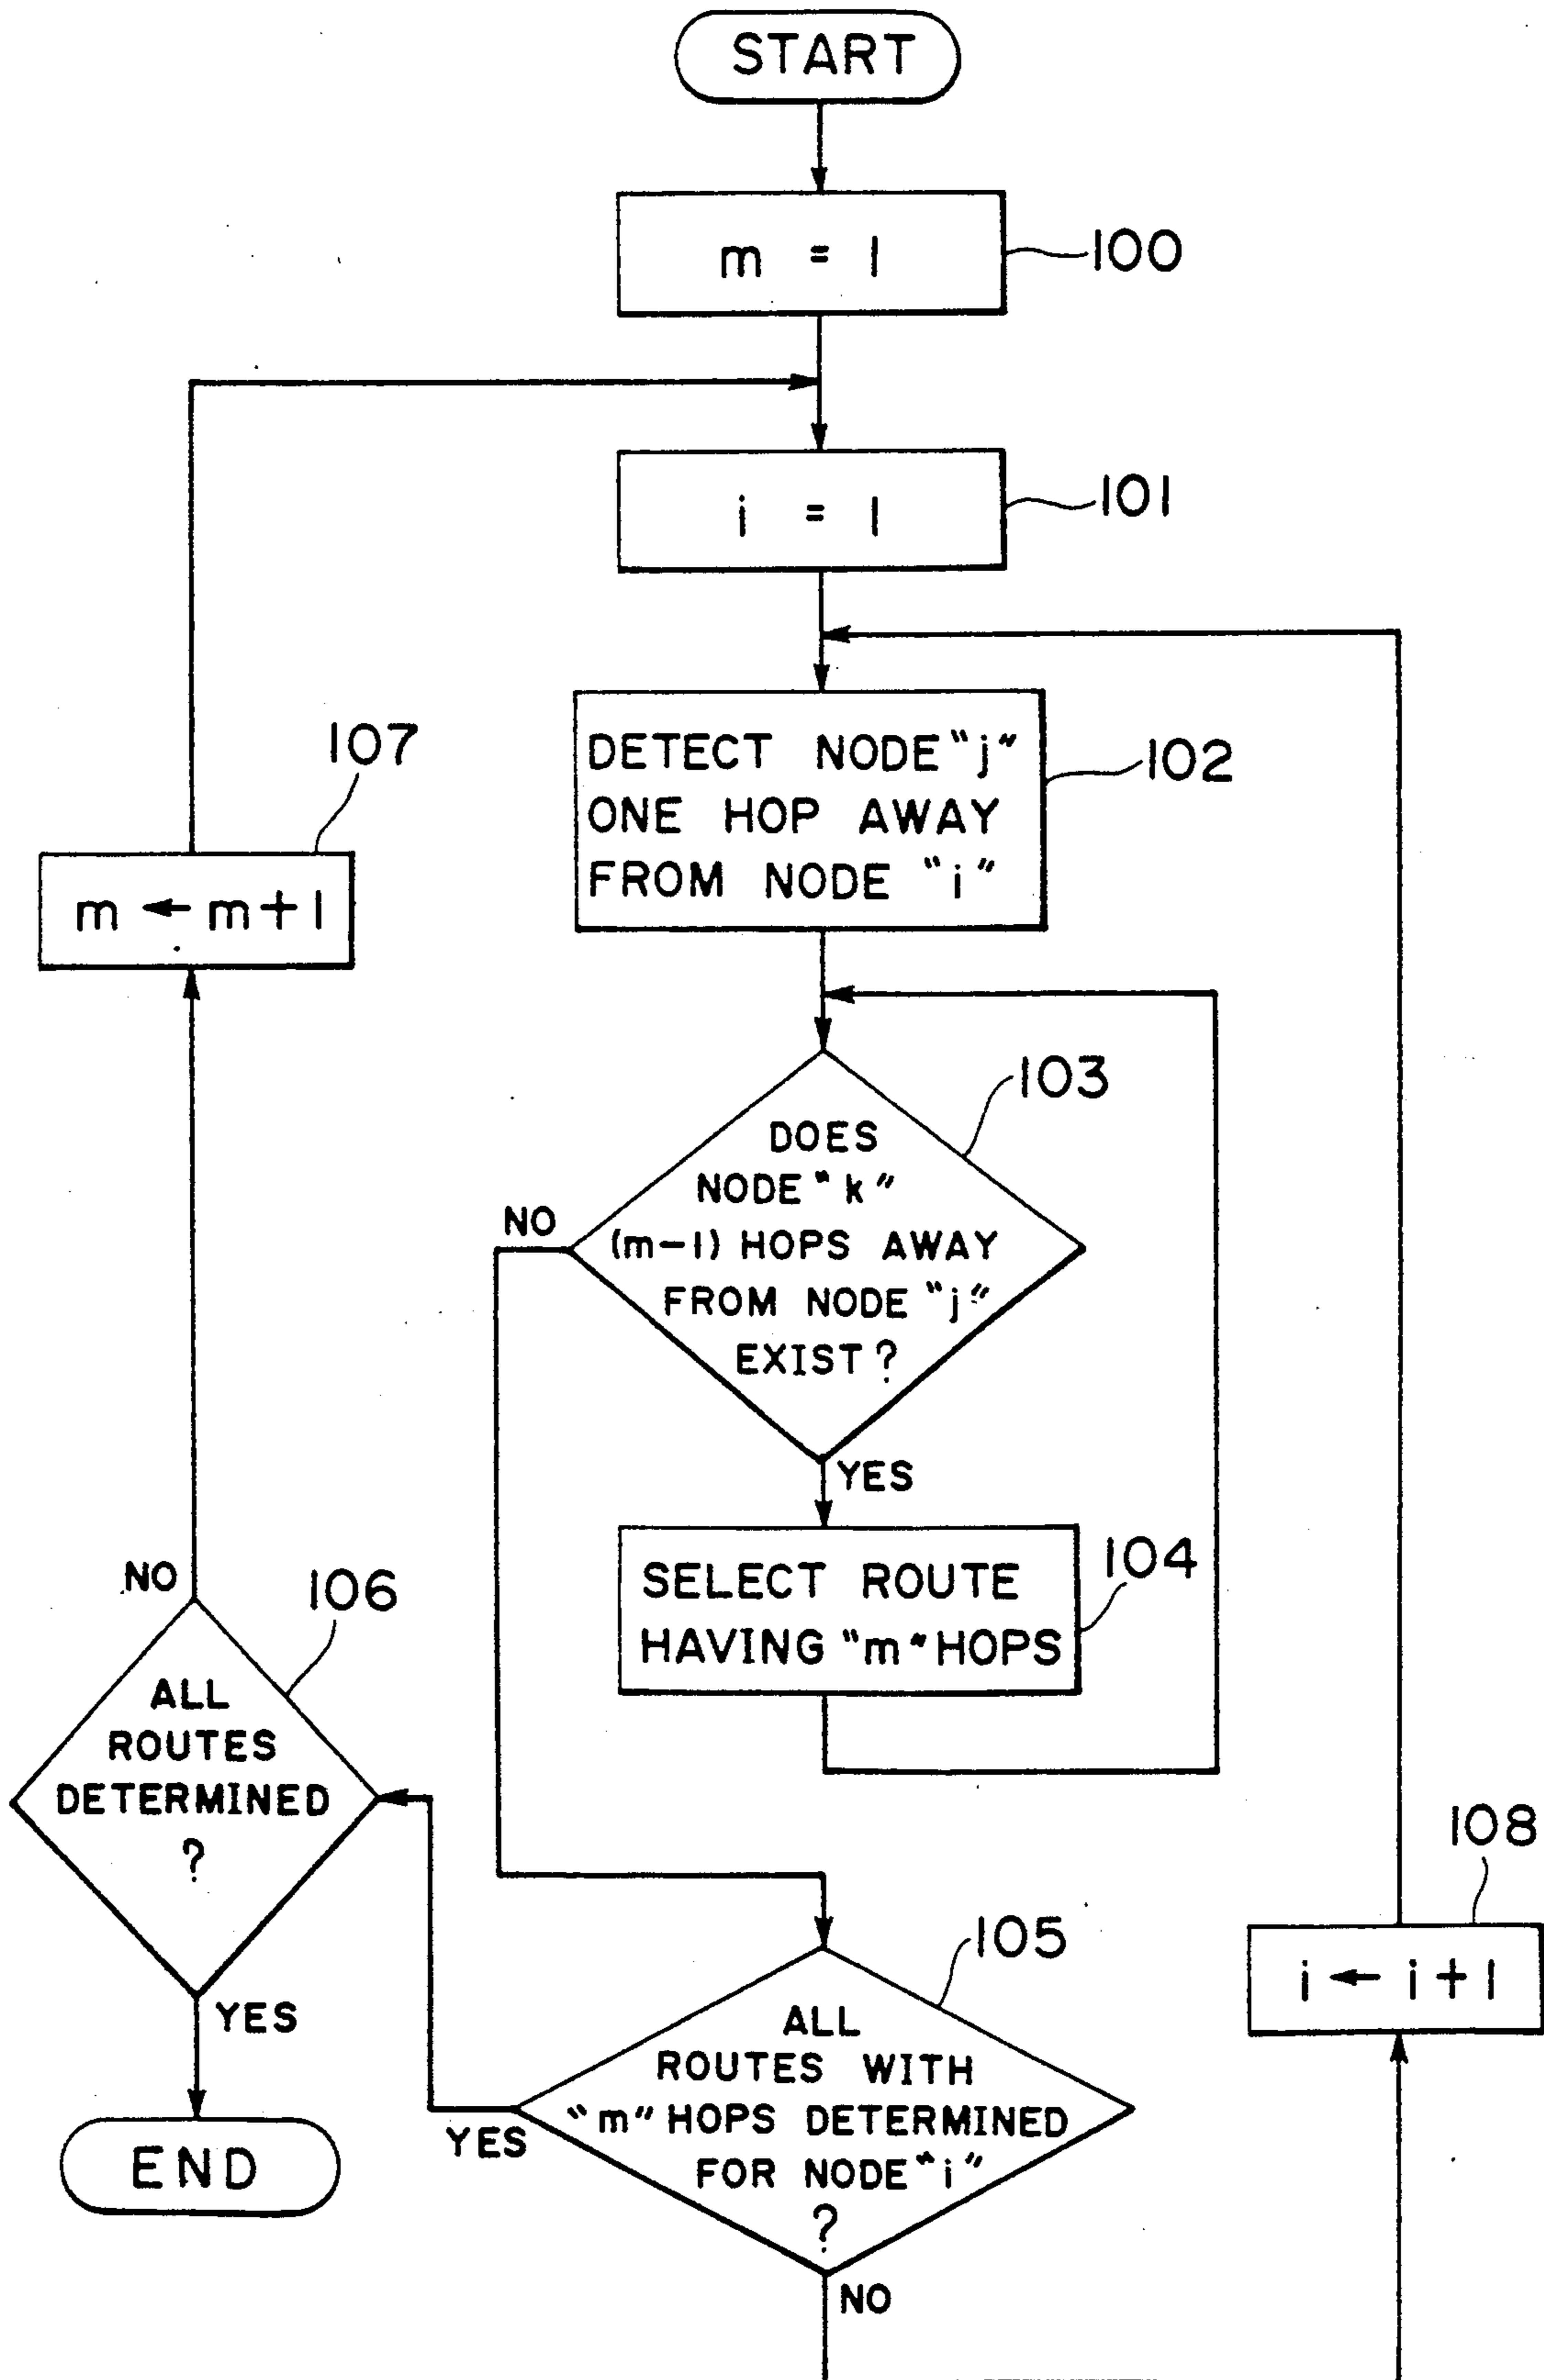 START
m = 1
100
i = 1
101
DETECT NODE "j"
ONE HOP AWAY
FROM NODE "i"
102
107
m ← m+1
103
DOES
NODE "k"
(m-1) HOPS AWAY
FROM NODE "j"
EXIST?
NO
YES
SELECT ROUTE
HAVING "m" HOPS
104
NO
106
ALL
ROUTES
DETERMINED
?
YES
END
105
ALL
ROUTES WITH
"m" HOPS DETERMINED
FOR NODE "i"
?
YES
NO
108
i ← i+1